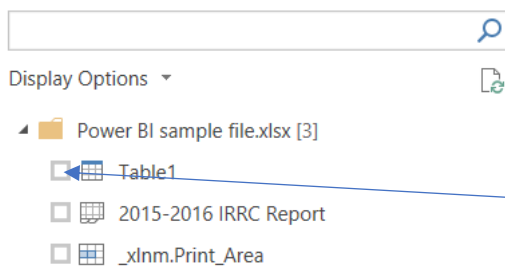 Display Options
Power BI sample file.xlsx [3]
Table1
2015-2016 IRRC Report
_xlnm.Print_Area